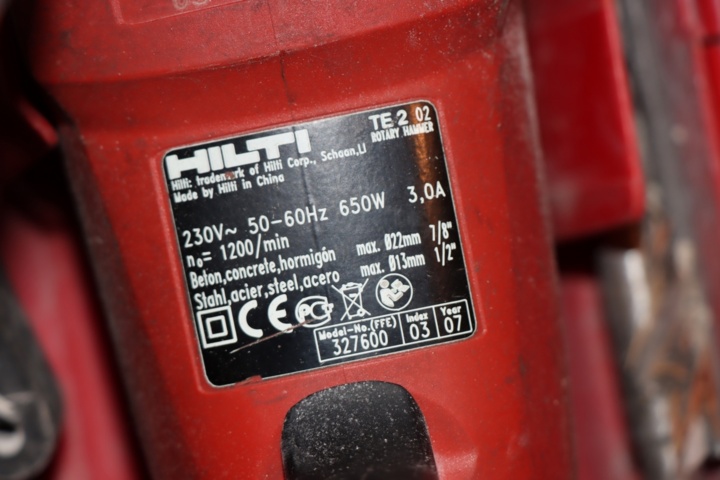 HILTI
TE 2 02
ROTARY HAMMER
Hilti: trademark of Hilti Corp., Schaan,LI
Made by Hilti in China
230V~ 50-60Hz 650W 3,0A
n₀= 1200/min
Beton,concrete,hormigón max. Ø22mm 7/8"
Stahl,acier,steel,acero max. Ø13mm 1/2"
CE PCT
Model-No.(FFE) Index Year
327600 03 07